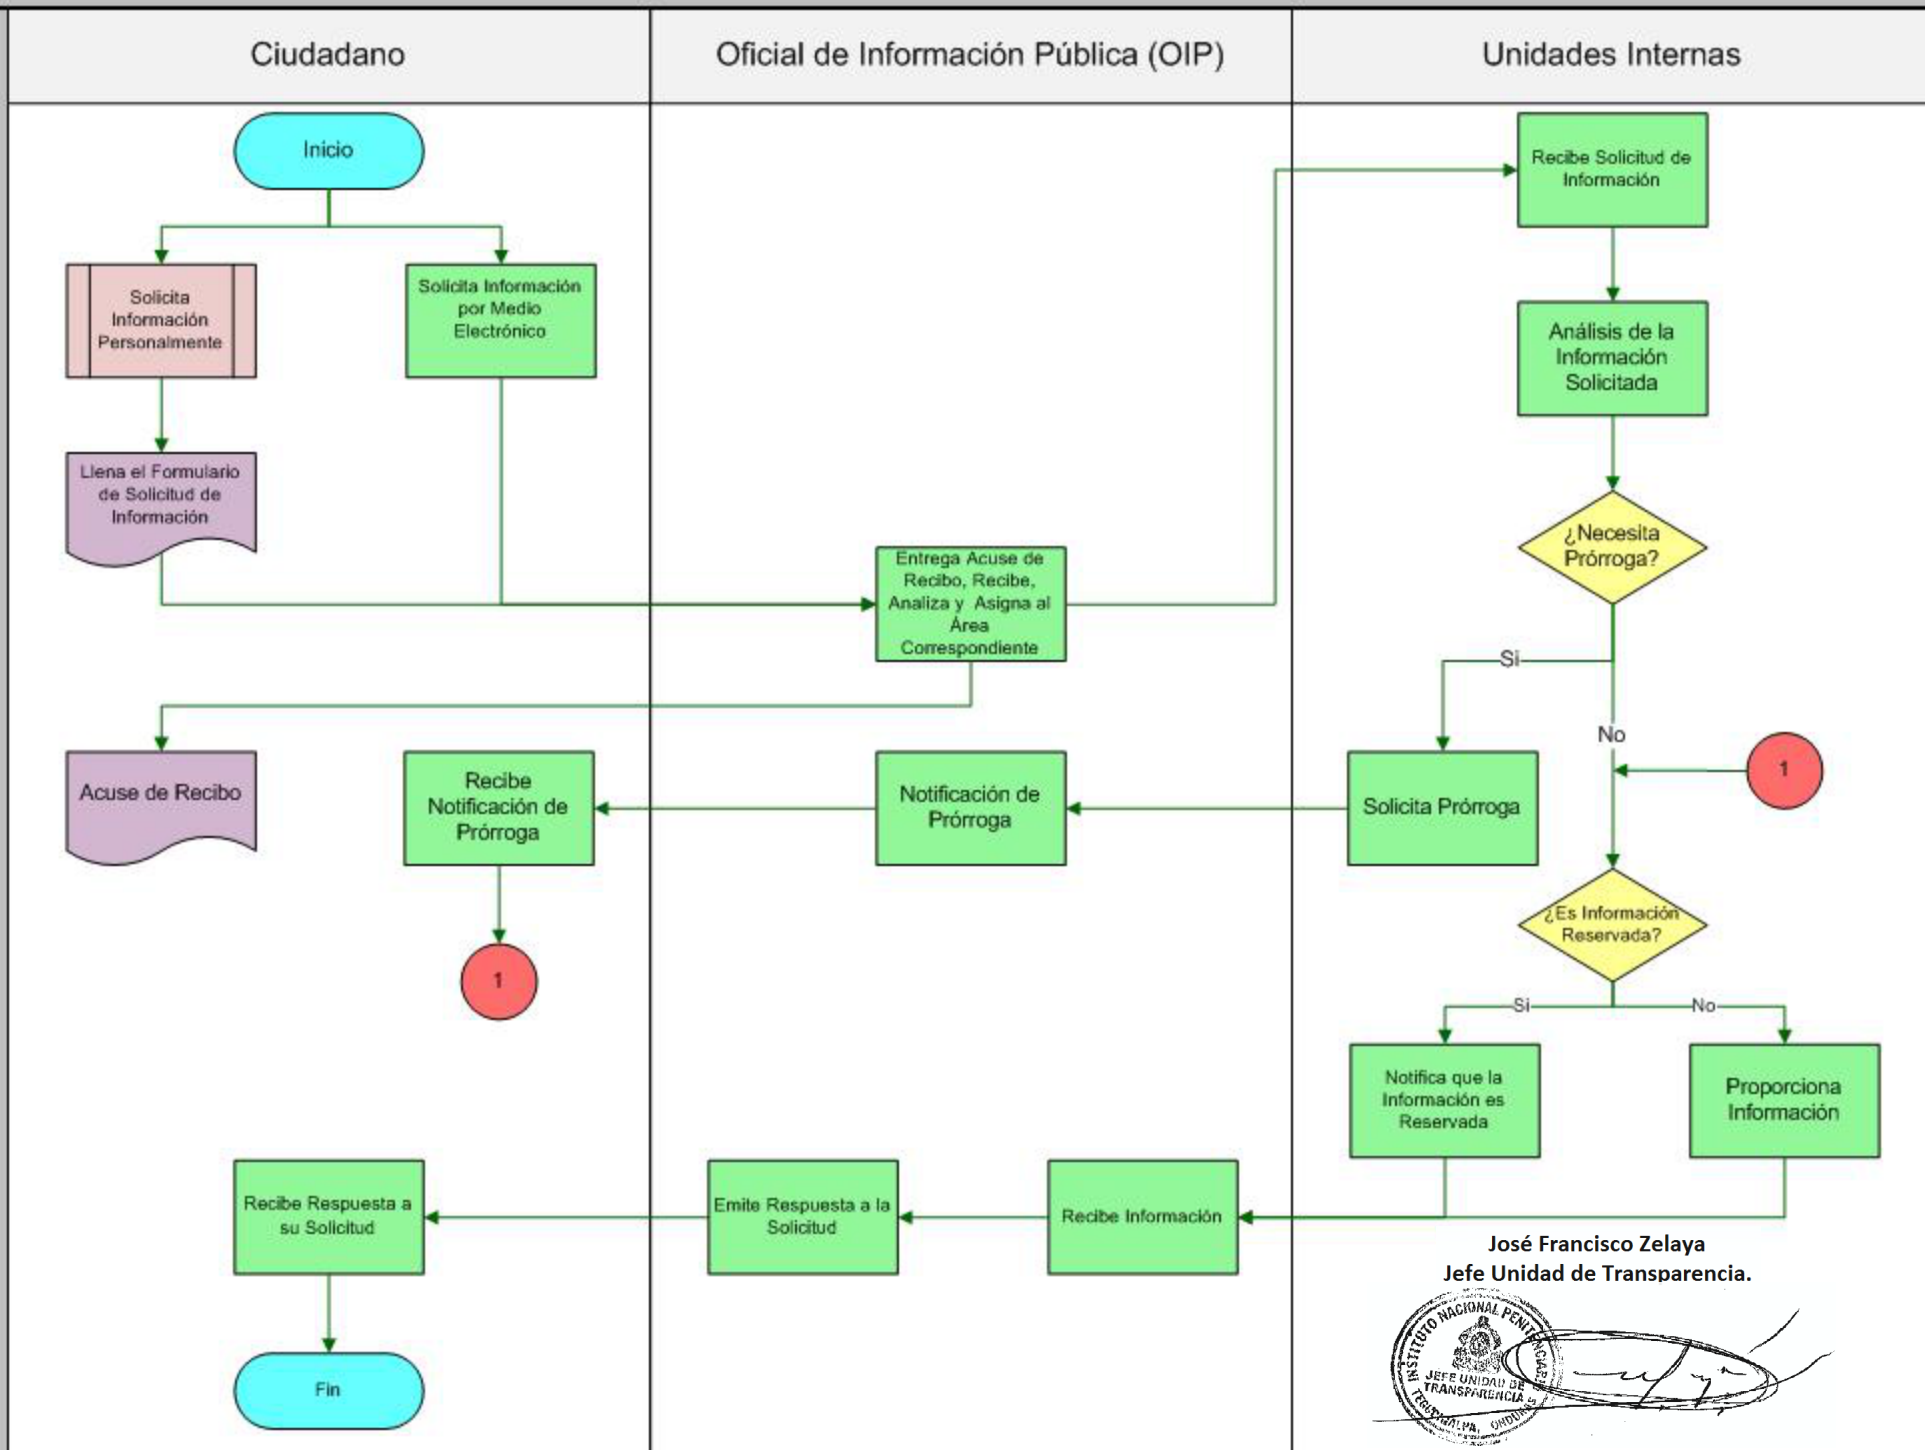 Ciudadano
Oficial de Información Pública (OIP)
Unidades Internas
Inicio
Recibe Solicitud de
Información
Solicita
Información
Personalmente
Solicita Información
por Medio
Electrónico
Análisis de la
Información
Solicitada
Llena el Formulario
de Solicitud de
Información
¿Necesita
Prórroga?
Entrega Acuse de
Recibo, Recibe,
Analiza y Asigna al
Área
Correspondiente
Si
No
Acuse de Recibo
Recibe
Notificación de
Prórroga
Notificación de
Prórroga
Solicita Prórroga
1
¿Es Información
Reservada?
1
Si
No
Notifica que la
Información es
Reservada
Proporciona
Información
Recibe Respuesta a
su Solicitud
Emite Respuesta a la
Solicitud
Recibe Información
José Francisco Zelaya
Jefe Unidad de Transparencia.
INSTITUTO NACIONAL
JEFE UNIDAD DE
TRANSPARENCIA
Fin